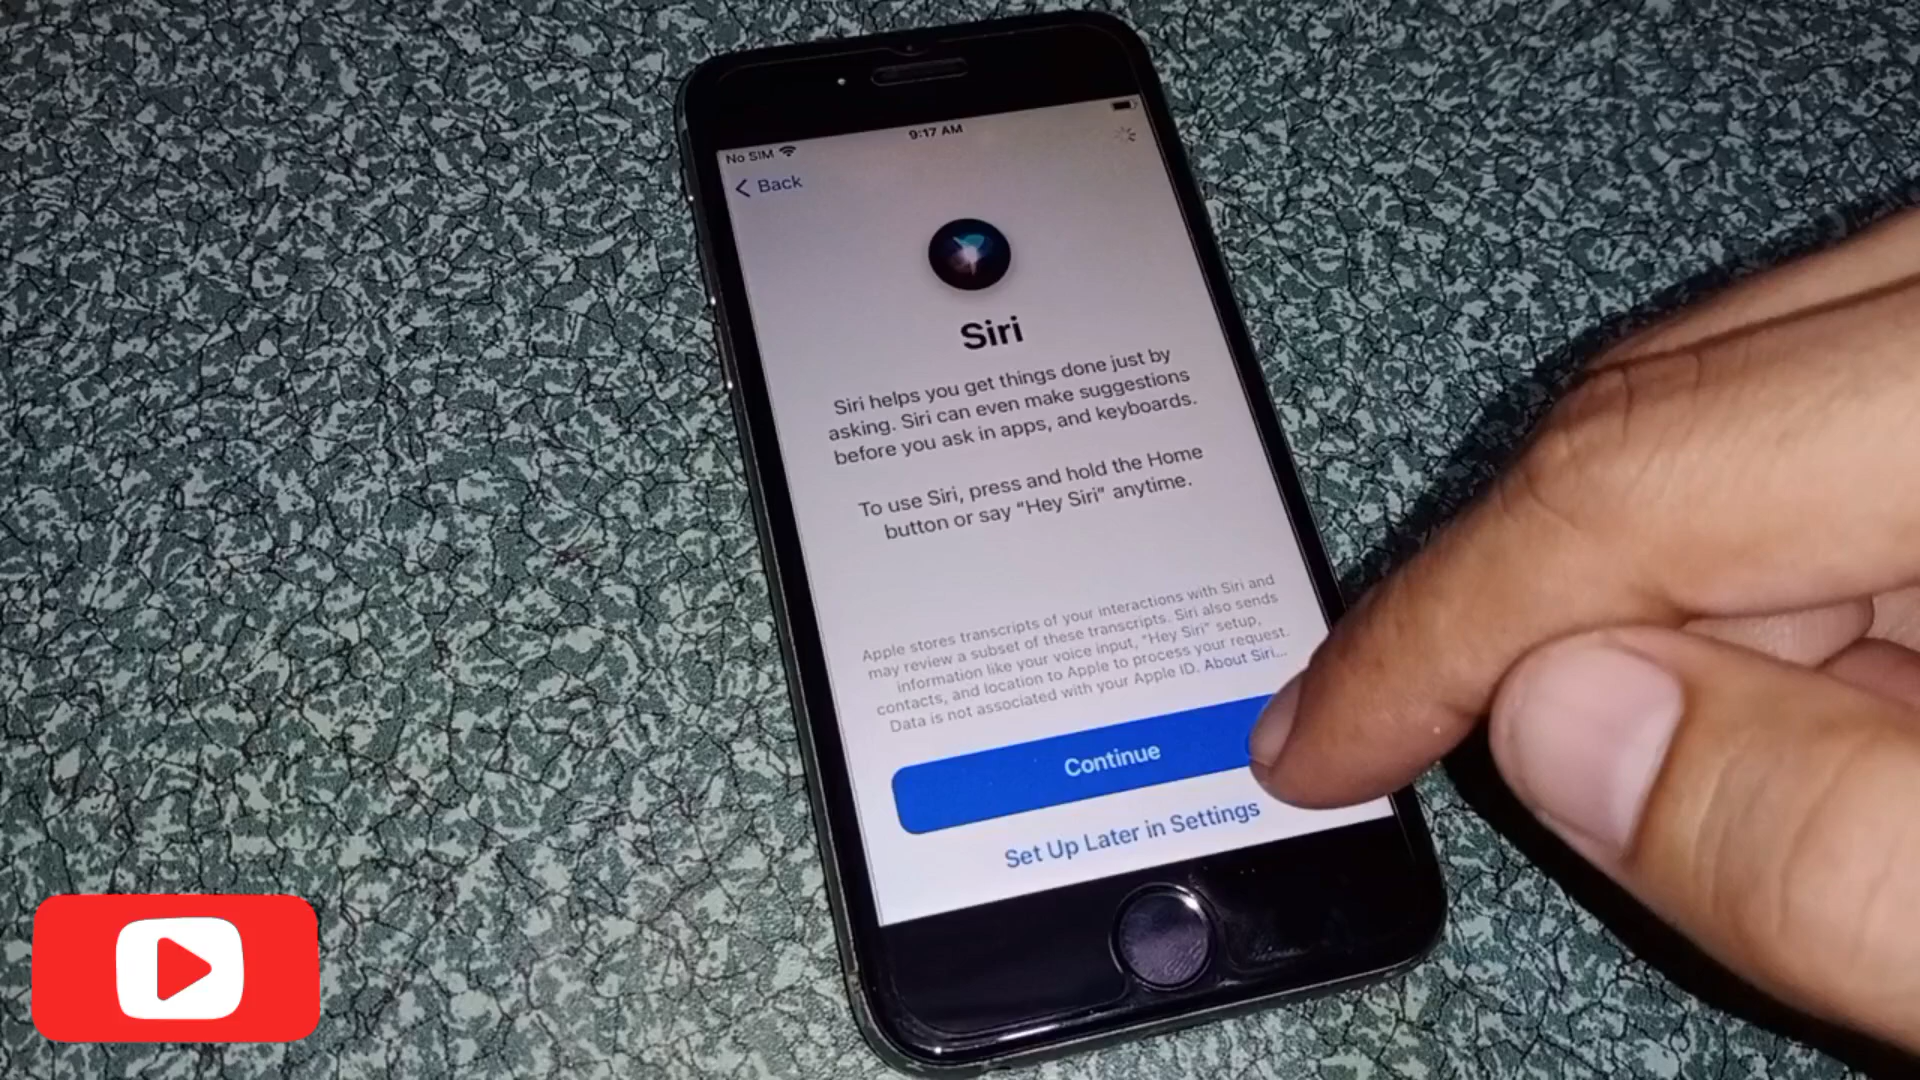 9:17 AM
No SIM
Back
Siri
Siri helps you get things done just by
asking. Siri can even make suggestions
before you ask in apps, and keyboards.
To use Siri, press and hold the Home
button or say “Hey Siri” anytime.
Apple stores transcripts of your interactions with Siri and
may review a subset of these transcripts. Siri also sends
information like your voice input, “Hey Siri” setup,
contacts, and location to Apple to process your request.
Data is not associated with your Apple ID. About Siri...
Continue
Set Up Later in Settings